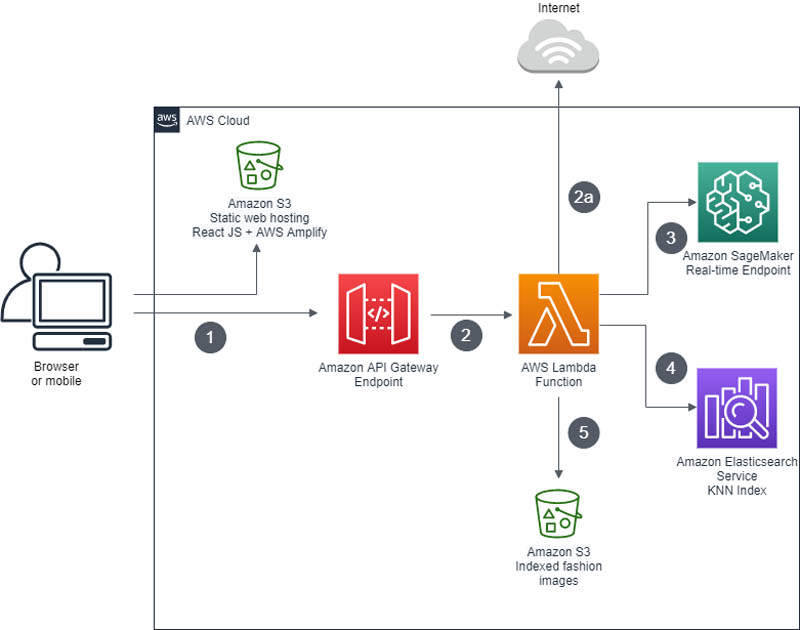 Internet
aws
AWS Cloud
Amazon S3
Static web hosting
React JS + AWS Amplify
2a
3
Amazon SageMaker
Real-time Endpoint
1
</>
2
Browser
or mobile
Amazon API Gateway
Endpoint
AWS Lambda
Function
4
5
Amazon Elasticsearch
Service
KNN Index
Amazon S3
Indexed fashion
images